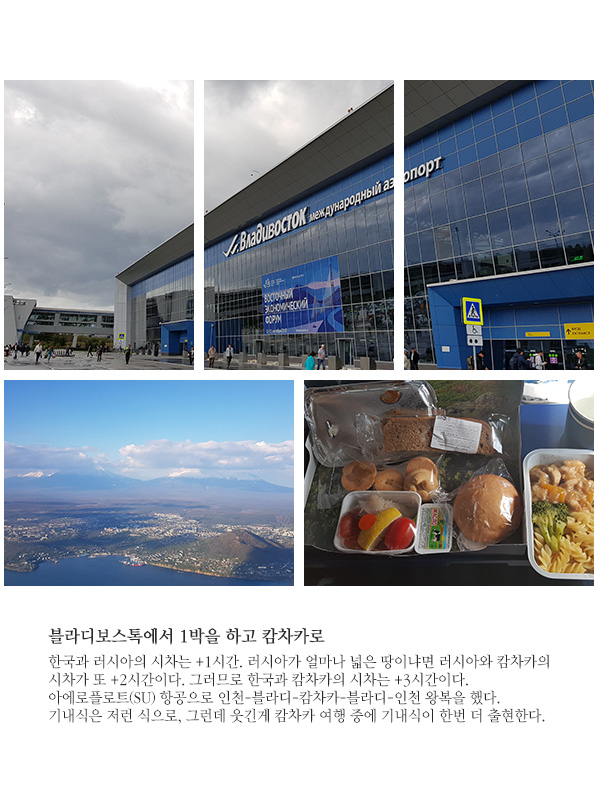 Владивосток международный аэропорт
ВОСТОЧНЫЙ
ЭКОНОМИЧЕСКИЙ
ФОРУМ
블라디보스톡에서 1박을 하고 캄차카로
한국과 러시아의 시차는 +1시간. 러시아가 얼마나 넓은 땅이냐면 러시아와 캄차카의
시차가 또 +2시간이다. 그러므로 한국과 캄차카의 시차는 +3시간이다.
아에로플로트(SU) 항공으로 인천-블라디-캄차카-블라디-인천 왕복을 했다.
기내식은 저런 식으로, 그런데 웃긴게 캄차카 여행 중에 기내식이 한번 더 출현한다.